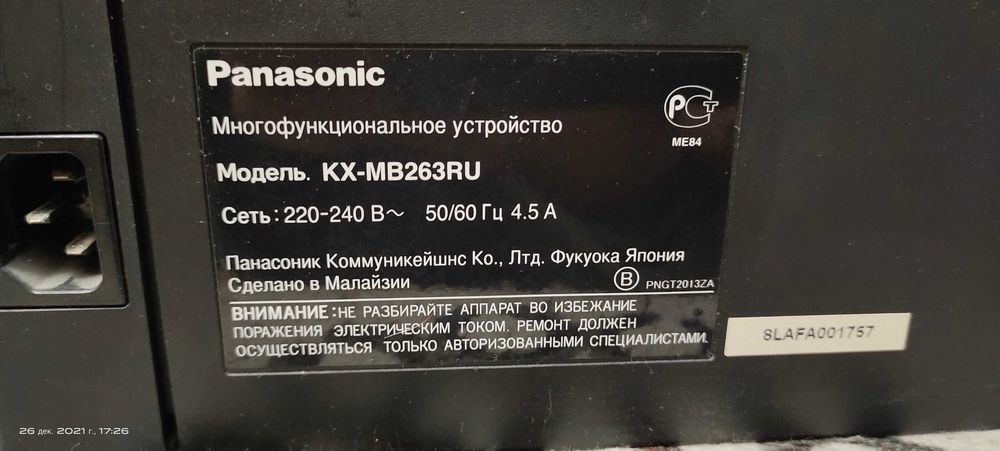 Panasonic
Многофункциональное устройство
РСТ
ME84
Модель. KX-MB263RU
Сеть: 220-240 В~ 50/60 Гц 4.5 А
Панасоник Коммуникейшнс Ко., Лтд. Фукуока Япония
Сделано в Малайзии
B PNGT2013ZA
ВНИМАНИЕ:НЕ РАЗБИРАЙТЕ АППАРАТ ВО ИЗБЕЖАНИЕ
ПОРАЖЕНИЯ ЭЛЕКТРИЧЕСКИМ ТОКОМ. РЕМОНТ ДОЛЖЕН
ОСУЩЕСТВЛЯТЬСЯ ТОЛЬКО АВТОРИЗОВАННЫМИ СПЕЦИАЛИСТАМИ.
8LAFA001757
26 дек. 2021 г., 17:26